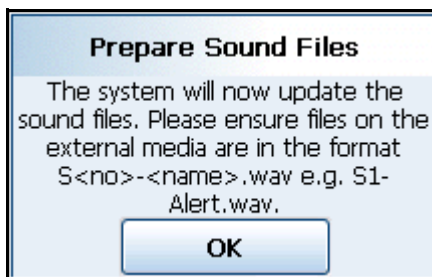 Prepare Sound Files
The system will now update the
sound files. Please ensure files on the
external media are in the format
S<no>-<name>.wav e.g. S1-
Alert.wav.
OK